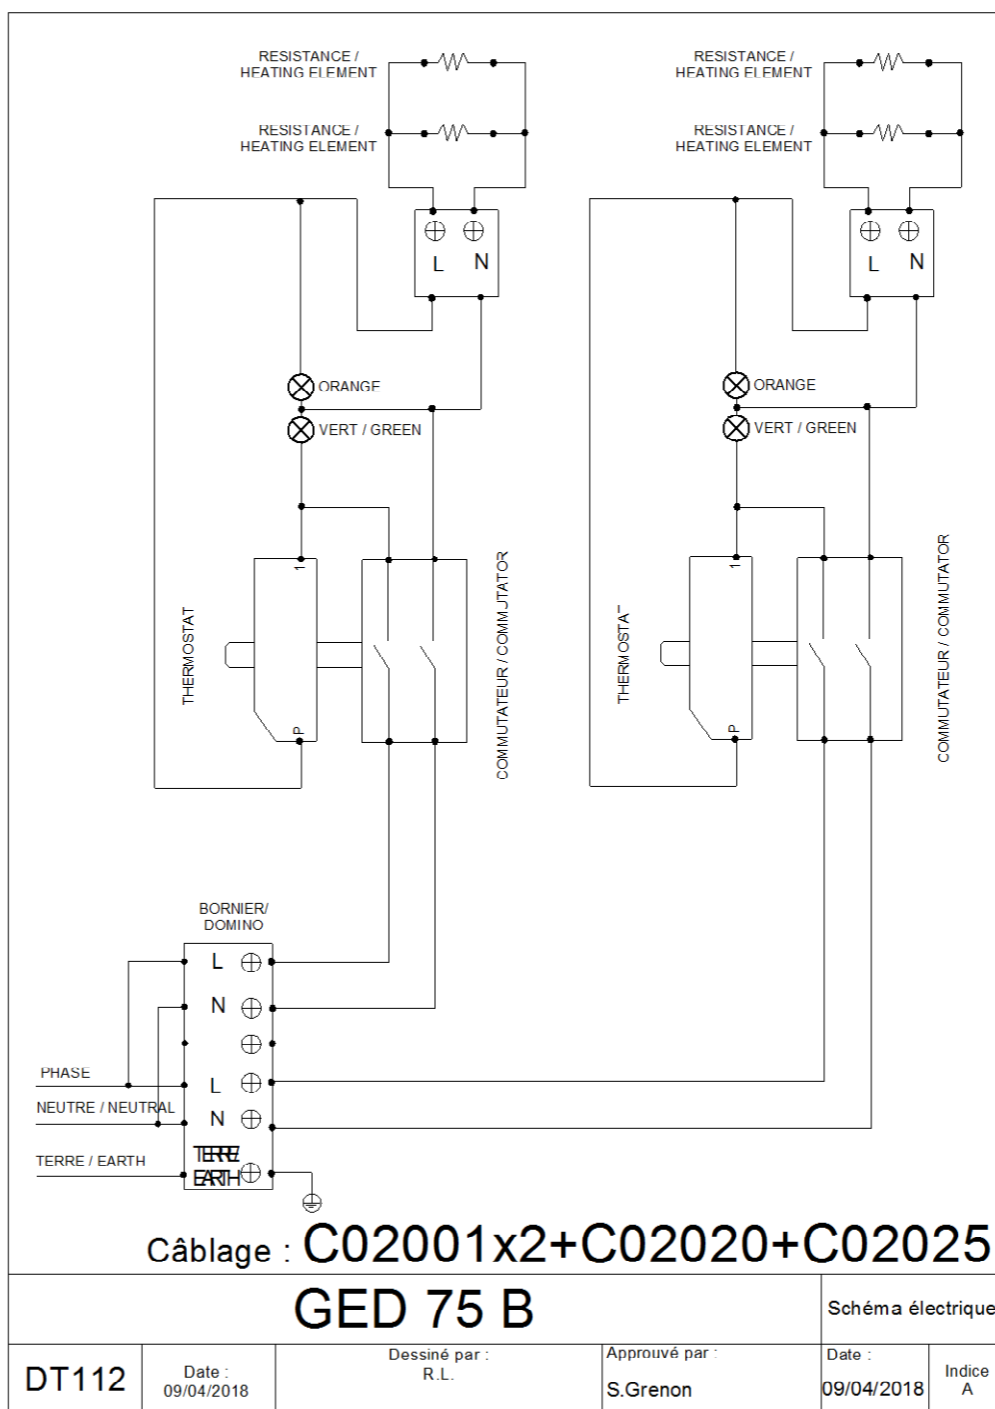 RESISTANCE /
HEATING ELEMENT
RESISTANCE /
HEATING ELEMENT
RESISTANCE /
HEATING ELEMENT
RESISTANCE /
HEATING ELEMENT
L N
L N
ORANGE
VERT / GREEN
ORANGE
VERT / GREEN
THERMOSTAT
1
P
COMMUTATEUR / COMMUTATOR
THERMOSTAT
1
P
COMMUTATEUR / COMMUTATOR
BORNIER/
DOMINO
L
N
PHASE
L
NEUTRE / NEUTRAL
N
TERRE / EARTH
TERRE/
EARTH
Câblage : C02001x2+C02020+C02025
GED 75 B
Schéma électrique
DT112
Date :
09/04/2018
Dessiné par :
R.L.
Approuvé par :
S.Grenon
Date :
09/04/2018
Indice
A